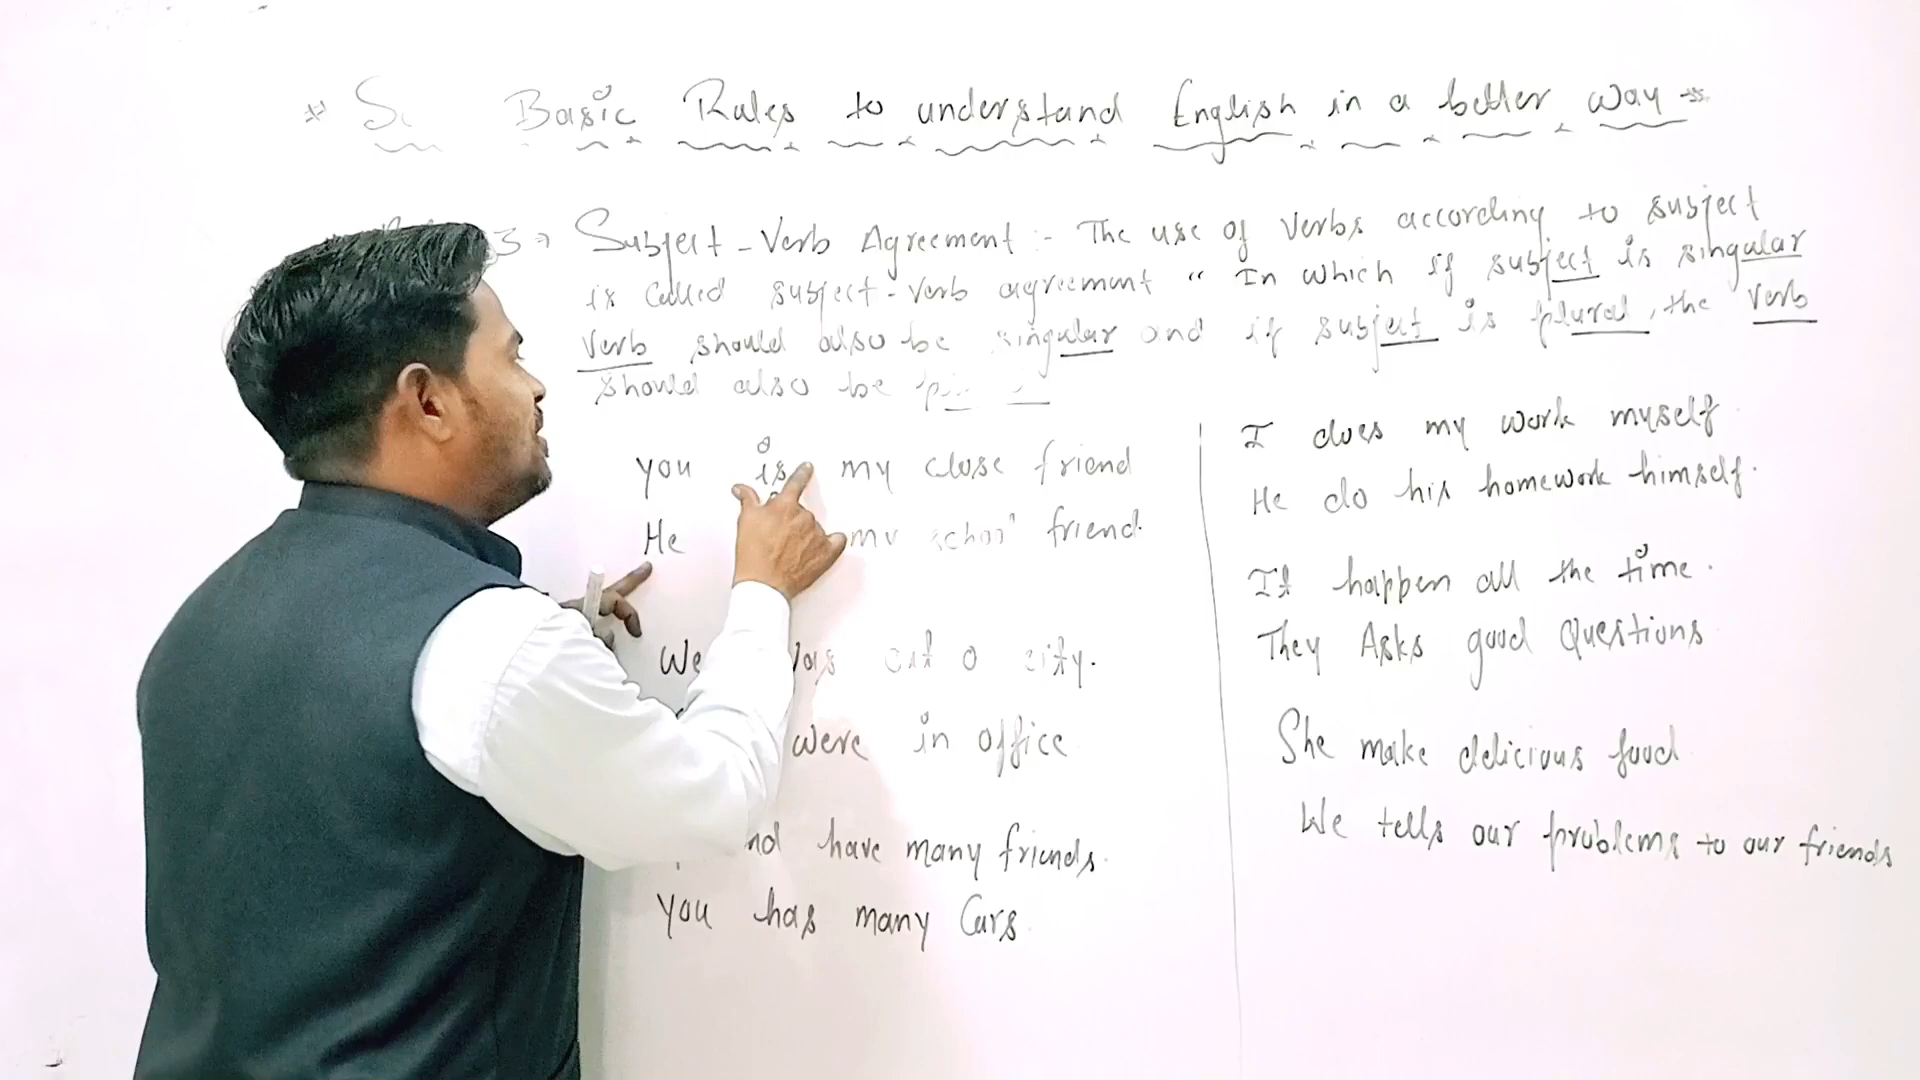 * Basic Rules to understand English in a better way
3 Subject-Verb Agreement :- The use of verbs according to subject
is called subject-verb agreement " In which if subject is singular
verb should also be singular and if subject is plural, the verb
should also be
you is my close friend
He my school friend.
We was out a city.
were in office
have many friends.
you has many Cars
I does my work myself
He do his homework himself.
It happen all the time.
They Asks good Questions
She make delicious food
We tells our problems to our friends